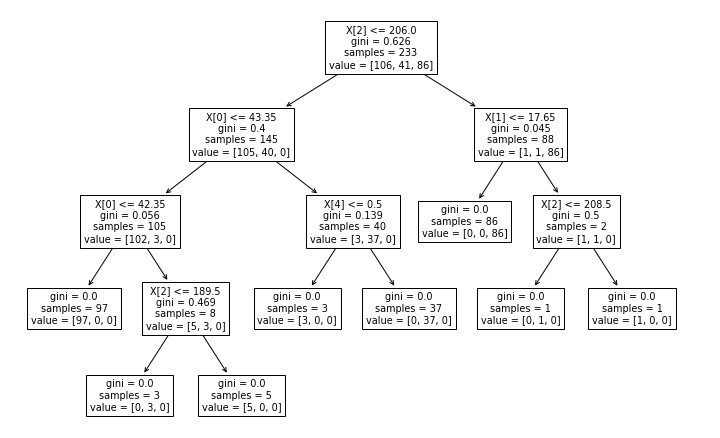 X[2] <= 206.0
gini = 0.626
samples = 233
value = [106, 41, 86]
X[0] <= 43.35
gini = 0.4
samples = 145
value = [105, 40, 0]
X[1] <= 17.65
gini = 0.045
samples = 88
value = [1, 1, 86]
X[0] <= 42.35
gini = 0.056
samples = 105
value = [102, 3, 0]
X[4] <= 0.5
gini = 0.139
samples = 40
value = [3, 37, 0]
gini = 0.0
samples = 86
value = [0, 0, 86]
X[2] <= 208.5
gini = 0.5
samples = 2
value = [1, 1, 0]
gini = 0.0
samples = 97
value = [97, 0, 0]
X[2] <= 189.5
gini = 0.469
samples = 8
value = [5, 3, 0]
gini = 0.0
samples = 3
value = [3, 0, 0]
gini = 0.0
samples = 37
value = [0, 37, 0]
gini = 0.0
samples = 1
value = [0, 1, 0]
gini = 0.0
samples = 1
value = [1, 0, 0]
gini = 0.0
samples = 3
value = [0, 3, 0]
gini = 0.0
samples = 5
value = [5, 0, 0]